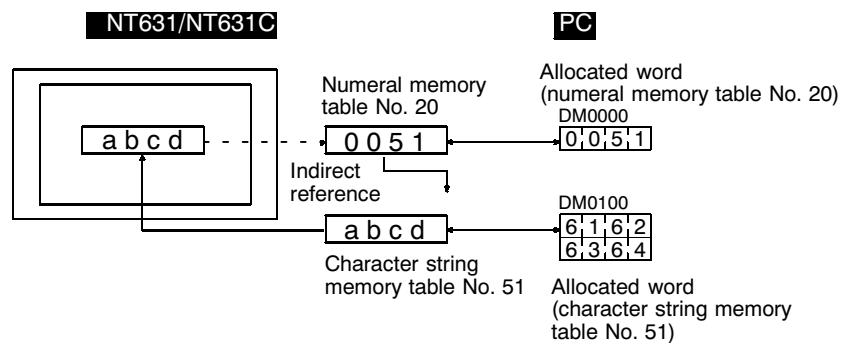 NT631/NT631C
PC
Numeral memory
table No. 20
Allocated word
(numeral memory table No. 20)
DM0000
a b c d
0 0 5 1
0 0 5 1
Indirect
reference
DM0100
a b c d
6 1 6 2
6 3 6 4
Character string
memory table No. 51
Allocated word
(character string memory
table No. 51)